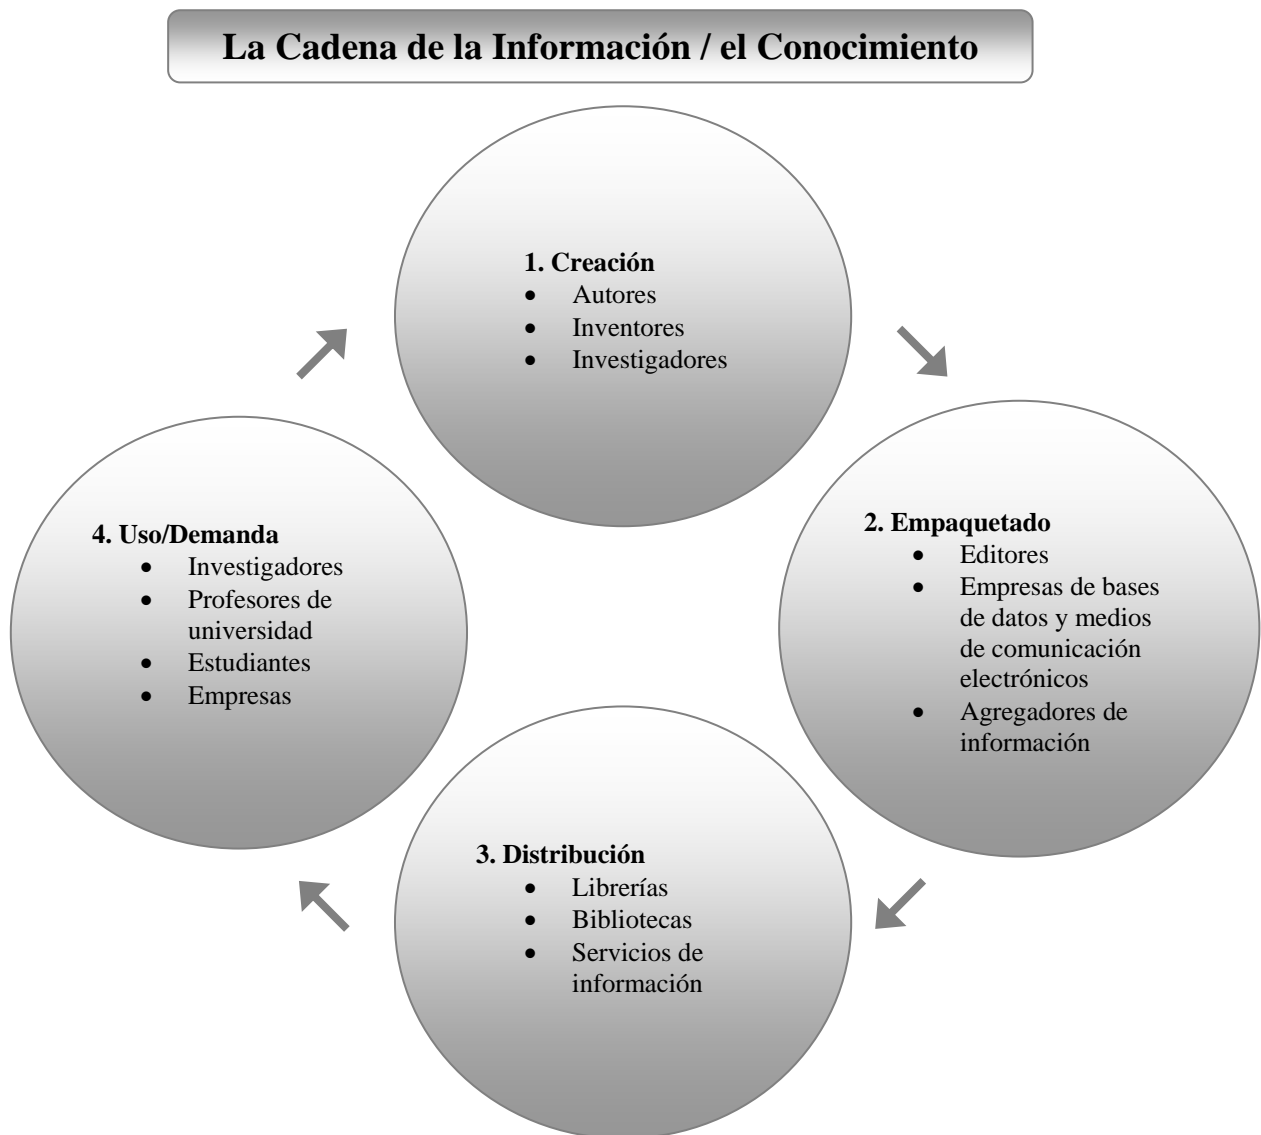 La Cadena de la Información / el Conocimiento
1. Creación
• Autores
• Inventores
• Investigadores
2. Empaquetado
• Editores
• Empresas de bases
de datos y medios
de comunicación
electrónicos
• Agregadores de
información
3. Distribución
• Librerías
• Bibliotecas
• Servicios de
información
4. Uso/Demanda
• Investigadores
• Profesores de
universidad
• Estudiantes
• Empresas